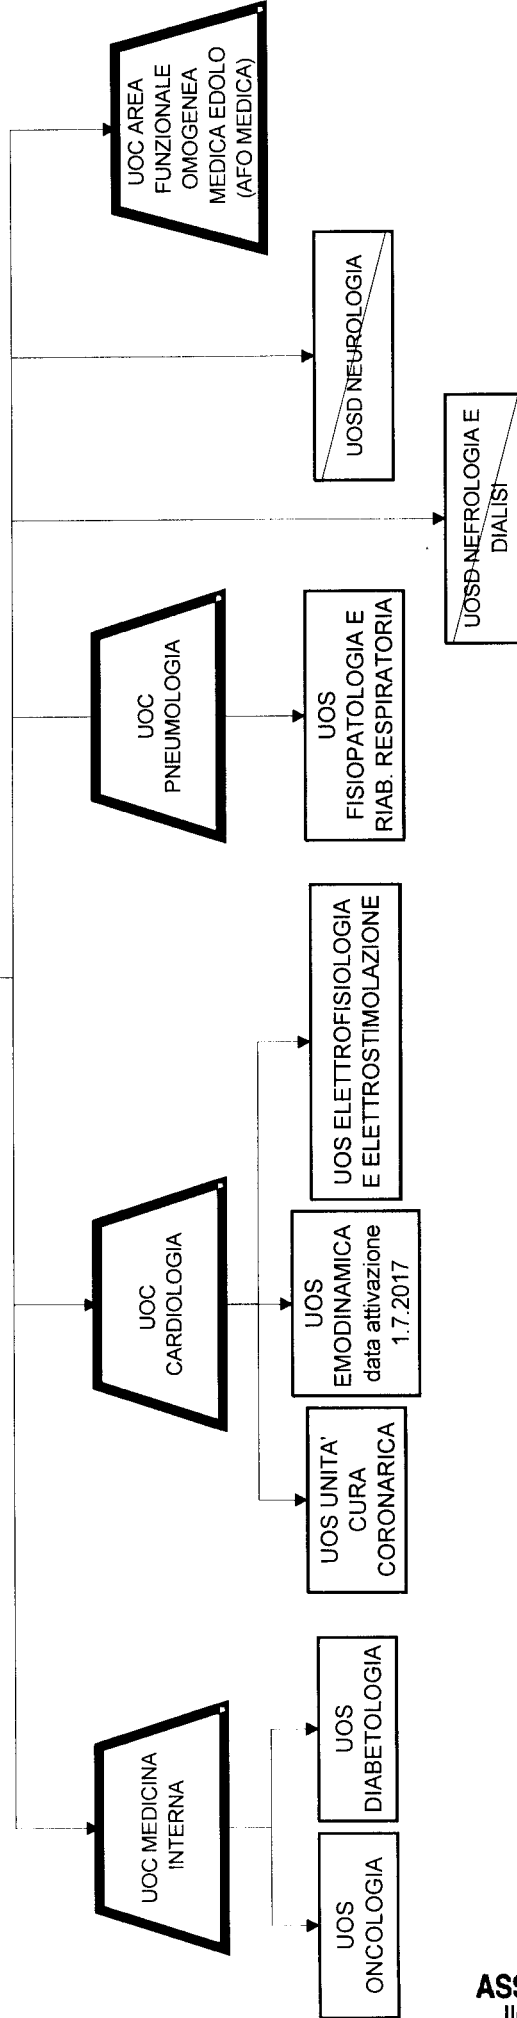 UOC MEDICINA
INTERNA
UOS
ONCOLOGIA
UOS
DIABETOLOGIA
UOC
CARDIOLOGIA
UOS UNITA'
CURA
CORONARICA
UOS
EMODINAMICA
data attivazione
1.7.2017
UOS ELETTROFISIOLOGIA
E ELETTROSTIMOLAZIONE
UOC
PNEUMOLOGIA
UOS
FISIOPATOLOGIA E
RIAB. RESPIRATORIA
UOSD NEFROLOGIA E
DIALISI
UOSD NEUROLOGIA
UOC AREA
FUNZIONALE
OMOGENEA
MEDICA EDOLO
(AFO MEDICA)